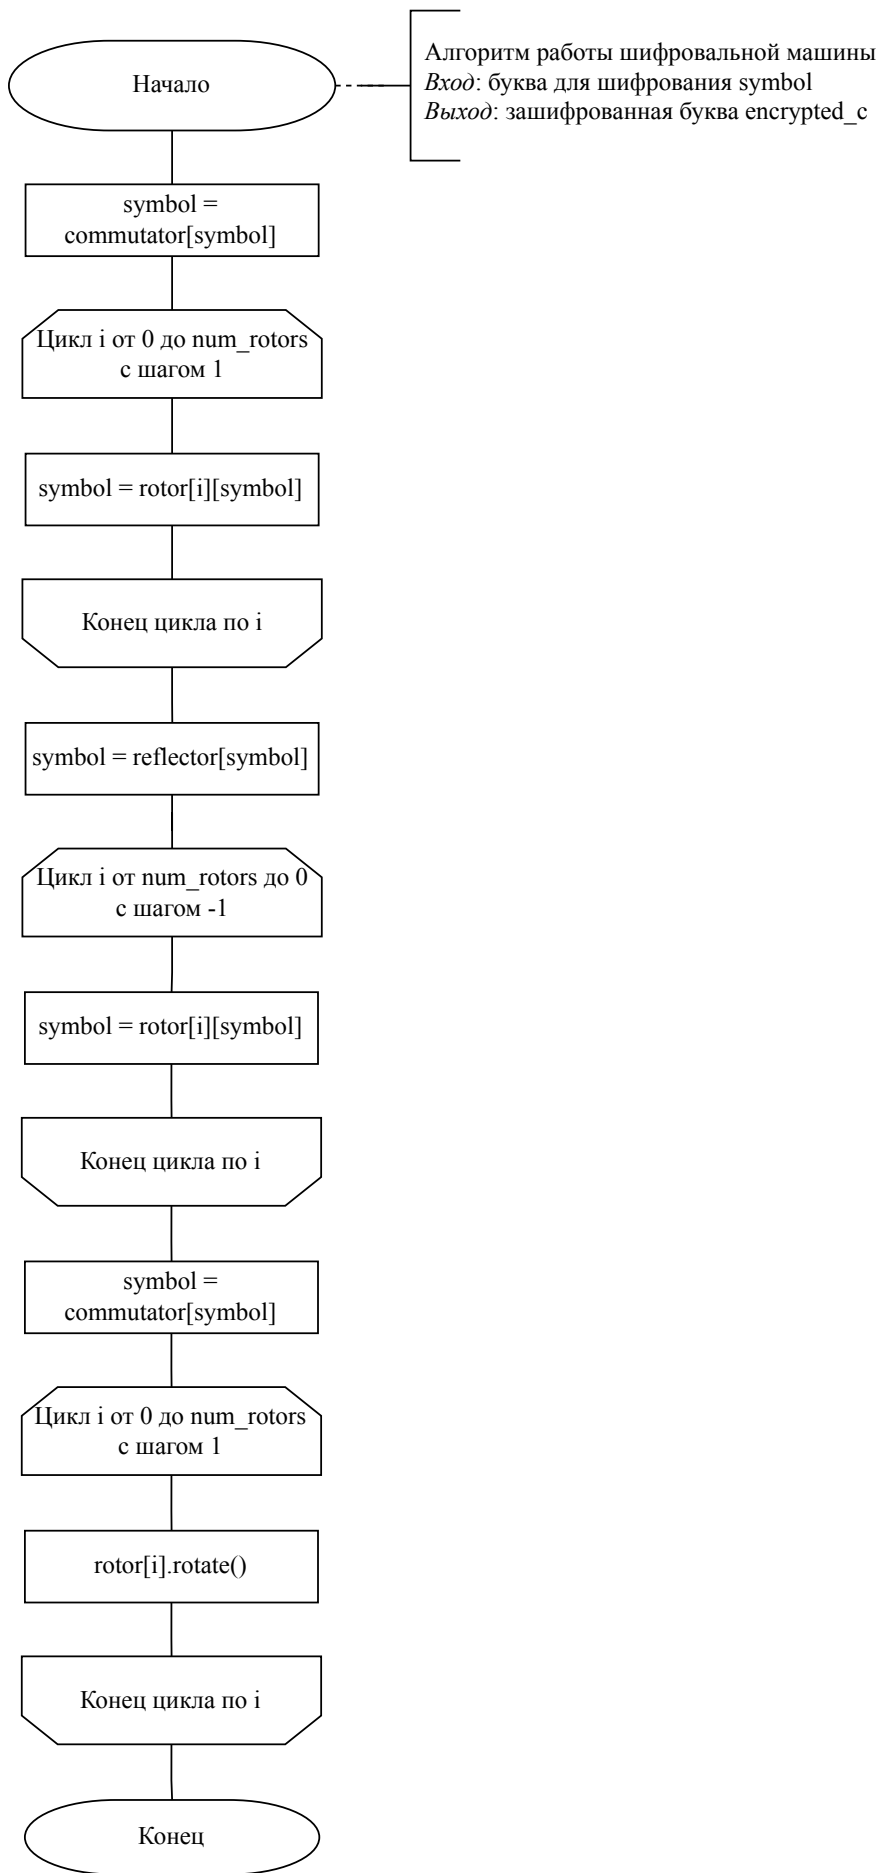 Начало
Алгоритм работы шифровальной машины
Вход: буква для шифрования symbol
Выход: зашифрованная буква encrypted_c
symbol =
commutator[symbol]
Цикл i от 0 до num_rotors
с шагом 1
symbol = rotor[i][symbol]
Конец цикла по i
symbol = reflector[symbol]
Цикл i от num_rotors до 0
с шагом -1
symbol = rotor[i][symbol]
Конец цикла по i
symbol =
commutator[symbol]
Цикл i от 0 до num_rotors
с шагом 1
rotor[i].rotate()
Конец цикла по i
Конец